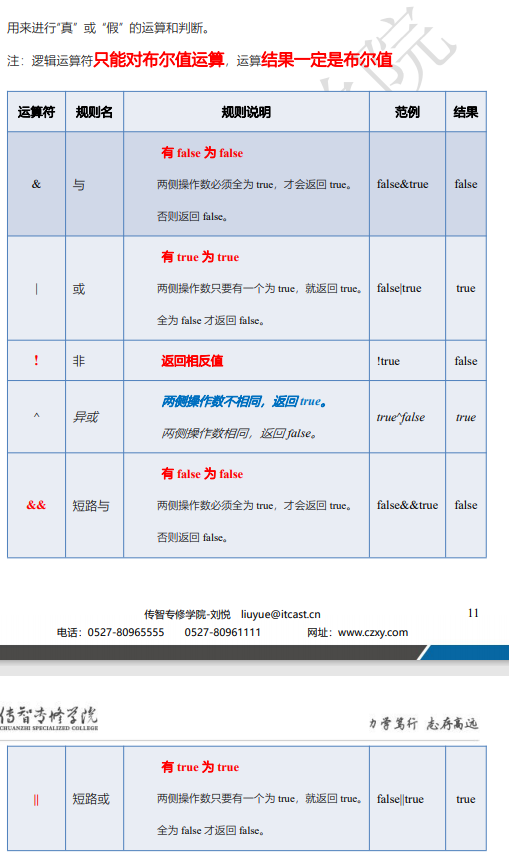 用来进行“真”或“假”的运算和判断。
注：逻辑运算符只能对布尔值运算，运算结果一定是布尔值
运算符 规则名 规则说明 范例 结果
有 false 为 false
& 与 两侧操作数必须全为 true，才会返回 true。 false&true false
否则返回 false。
有 true 为 true
| 或 两侧操作数只要有一个为 true，就返回 true。 false|true true
全为 false 才返回 false。
! 非 返回相反值 !true false
两侧操作数不相同，返回 true。
^ 异或 true^false true
两侧操作数相同，返回 false。
有 false 为 false
&& 短路与 两侧操作数必须全为 true，才会返回 true。 false&&true false
否则返回 false。
传智专修学院-刘悦 liuyue@itcast.cn 11
电话：0527-80965555 0527-80961111 网址：www.czxy.com
传智专修学院
CHUANZHI SPECIALIZED COLLEGE
力学笃行 志存高远
有 true 为 true
|| 短路或 两侧操作数只要有一个为 true，就返回 true。 false||true true
全为 false 才返回 false。